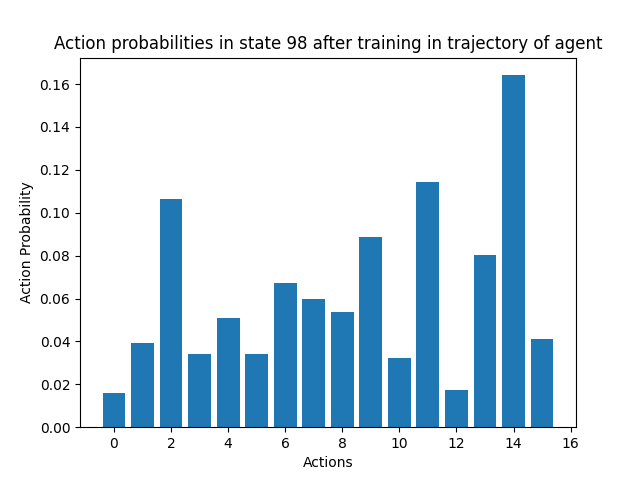 Action probabilities in state 98 after training in trajectory of agent
0.16
0.14
0.12
0.10
0.08
0.06
0.04
0.02
0.00
Action Probability
0 2 4 6 8 10 12 14 16
Actions